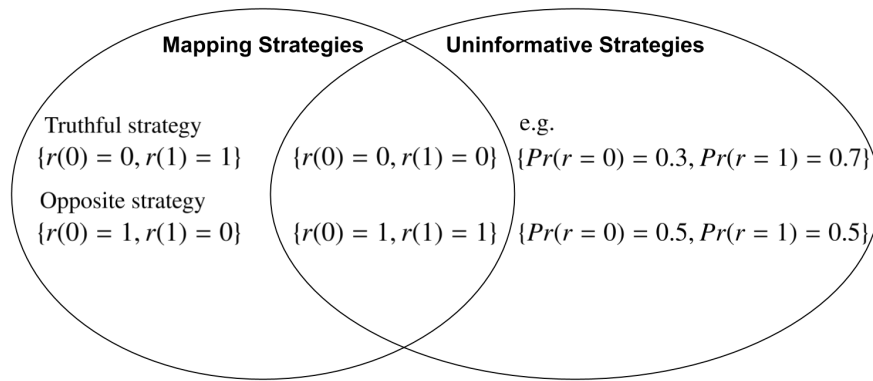 Mapping Strategies
Uninformative Strategies
Truthful strategy
{r(0) = 0, r(1) = 1}
Opposite strategy
{r(0) = 1, r(1) = 0}
{r(0) = 0, r(1) = 0}
{r(0) = 1, r(1) = 1}
e.g.
{Pr(r = 0) = 0.3, Pr(r = 1) = 0.7}
{Pr(r = 0) = 0.5, Pr(r = 1) = 0.5}